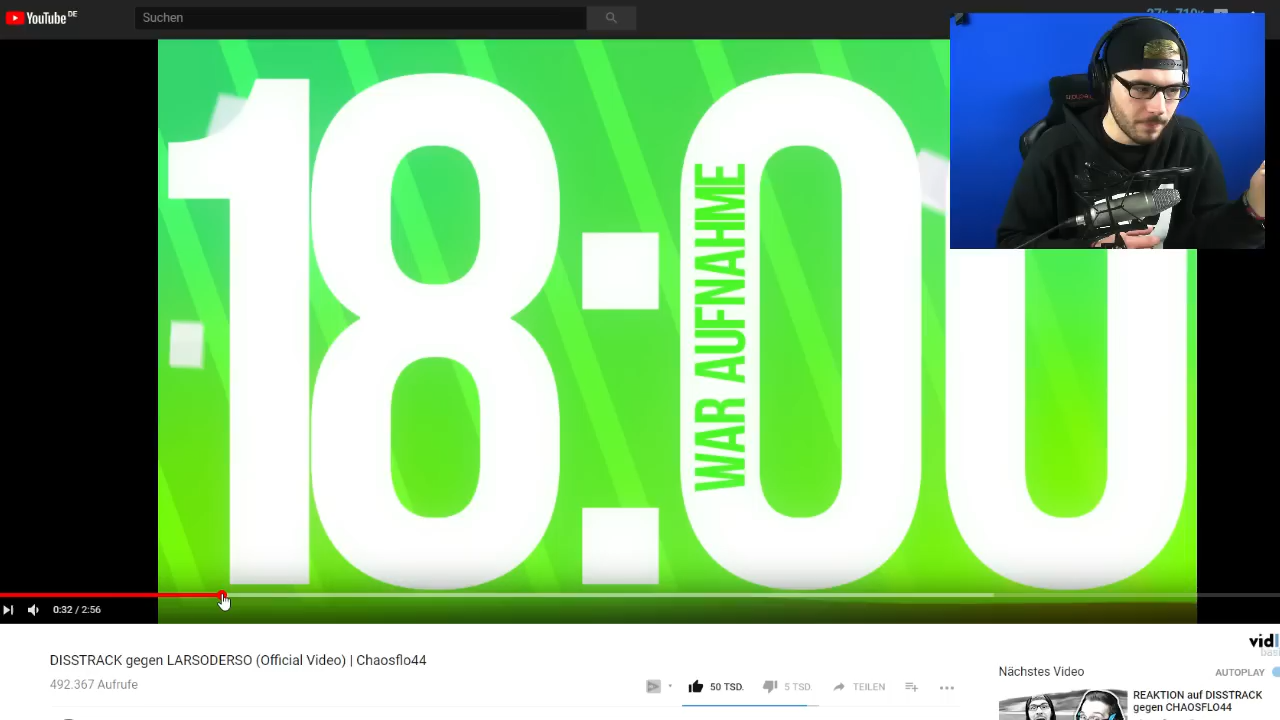 YouTube DE
Suchen
18:00
WAR AUFNAHME
0:32 / 2:56
DISSTRACK gegen LARSODERSO (Official Video) | Chaosflo44
492.367 Aufrufe
50 TSD.
5 TSD
TEILEN
Nächstes Video
AUTOPLAY
REAKTION auf DISSTRACK
gegen CHAOSFLO44